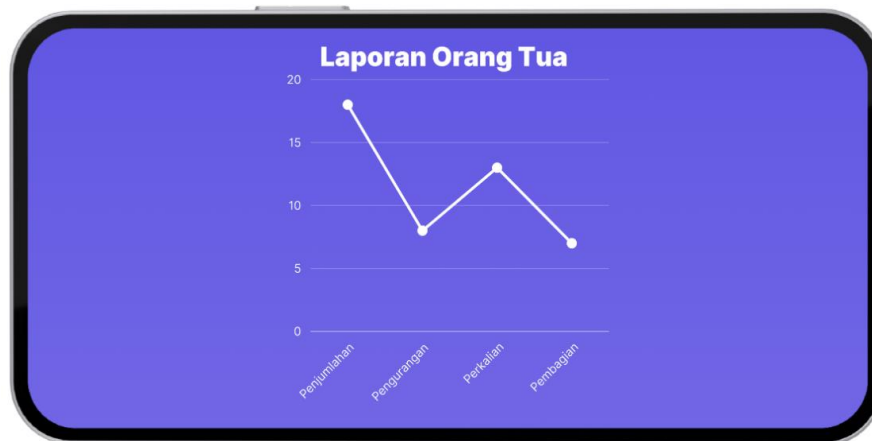 Laporan Orang Tua
20
15
10
5
0
Penjumlahan
Pengurangan
Perkalian
Pembagian